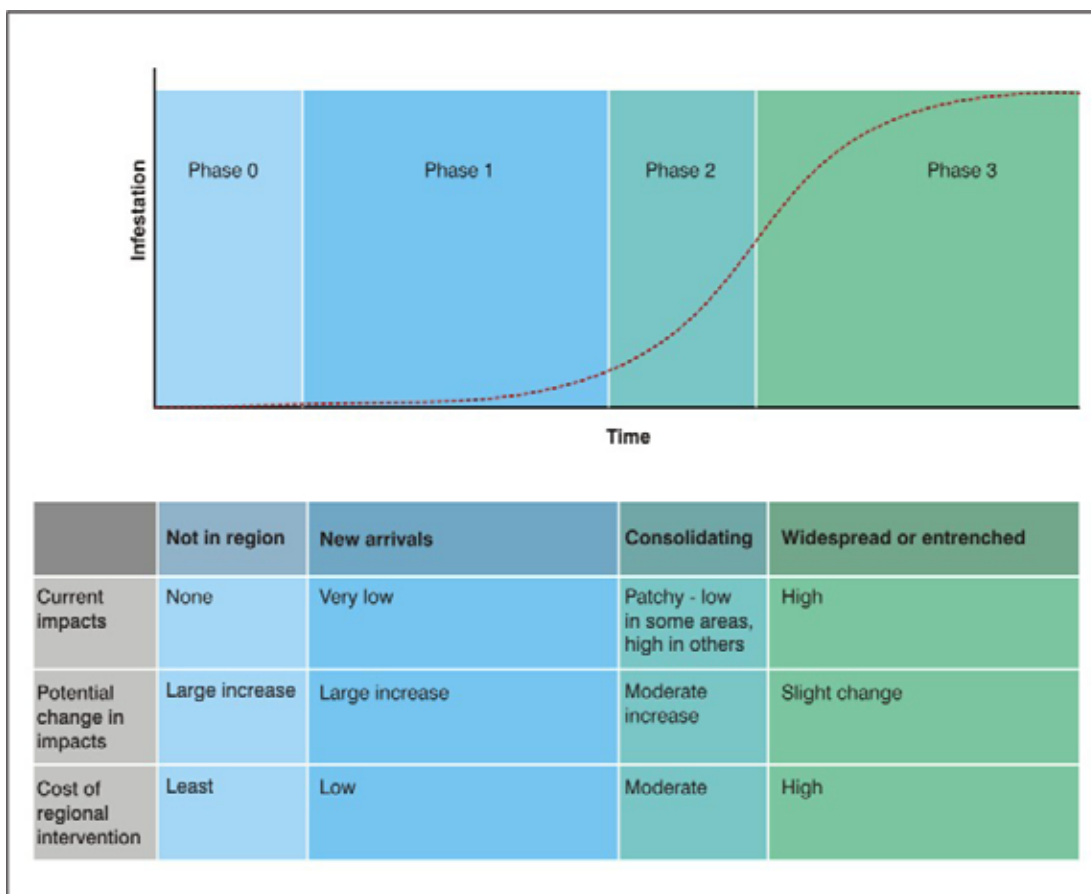 Phase 0
Phase 1
Phase 2
Phase 3
Infestation
Time
Not in region
New arrivals
Consolidating
Widespread or entrenched
Current
impacts
None
Very low
Patchy - low
in some areas,
high in others
High
Potential
change in
impacts
Large increase
Large increase
Moderate
increase
Slight change
Cost of
regional
intervention
Least
Low
Moderate
High